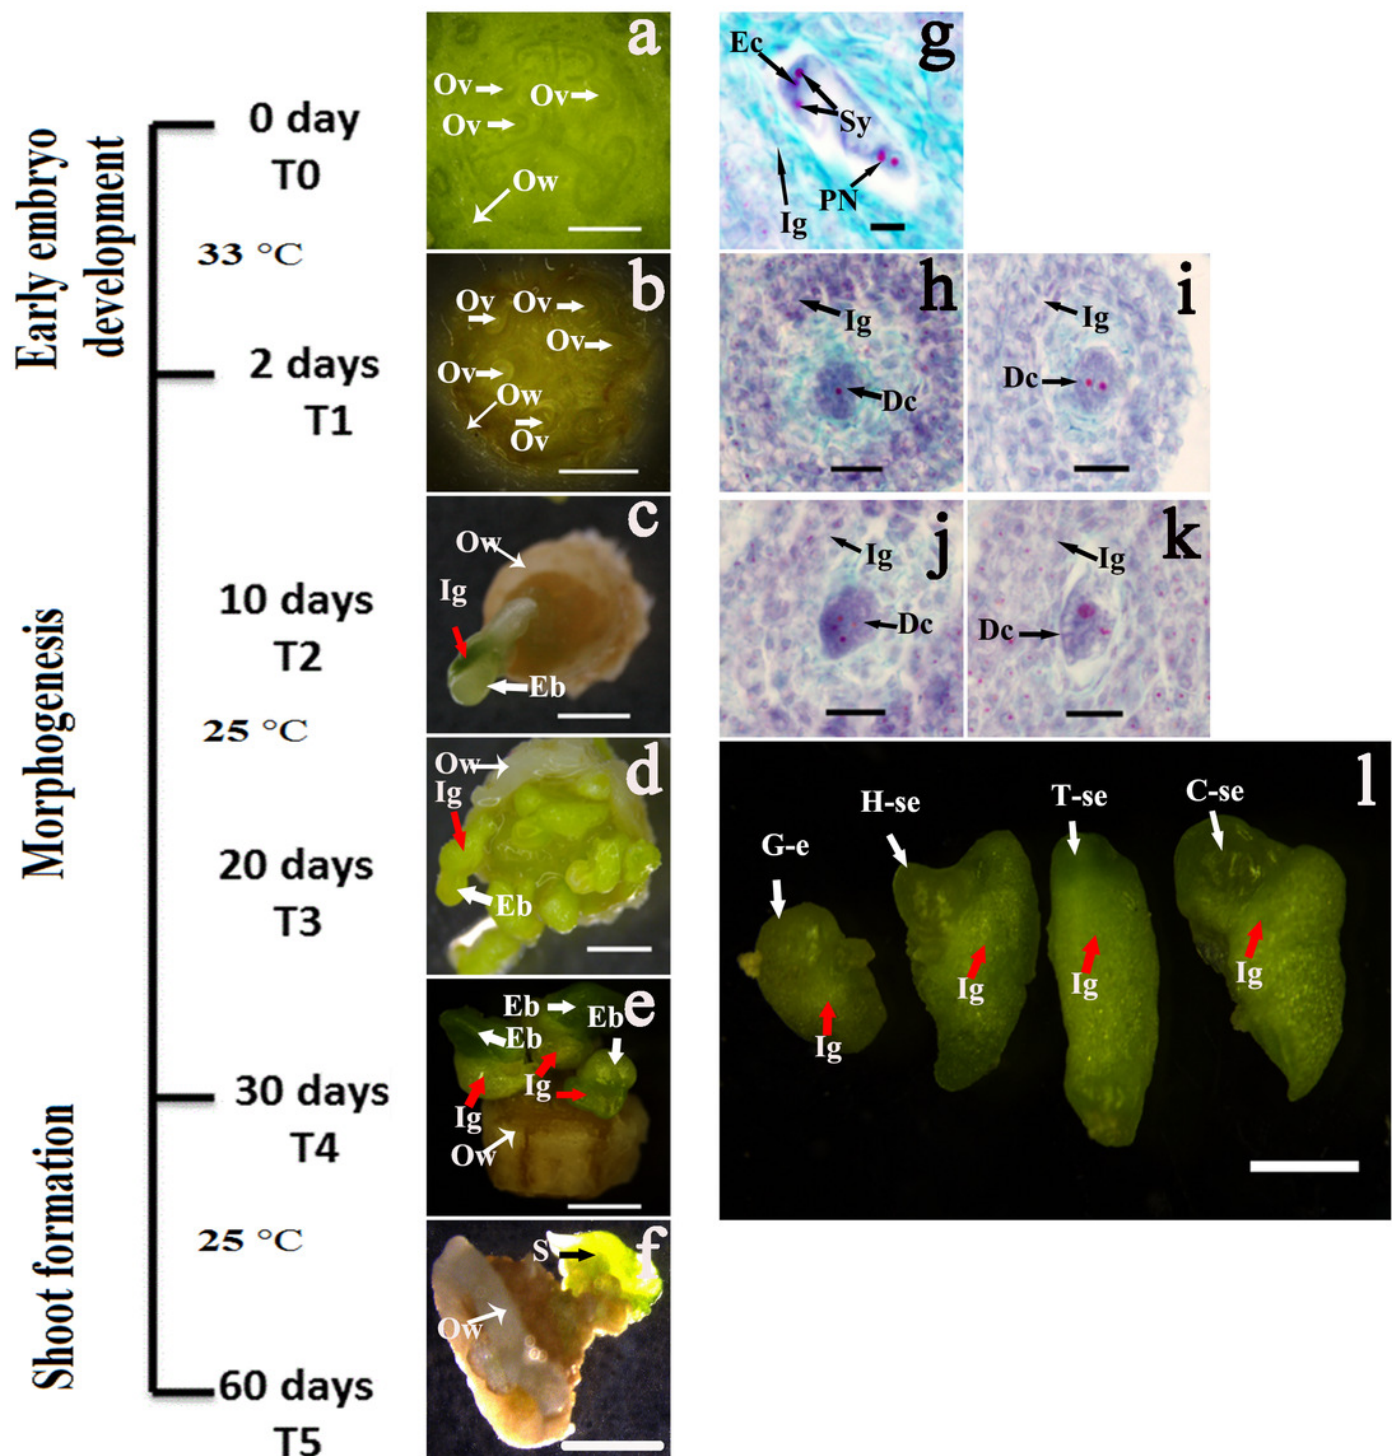 Early embryo
development
Morphogenesis
Shoot formation
0 day
T0
33 °C
2 days
T1
10 days
T2
25 °C
20 days
T3
30 days
T4
25 °C
60 days
T5
a
Ov
Ov
Ov
Ow
b
Ov
Ov
Ov
Ov
Ow
Ov
c
Ow
Ig
Eb
d
Ow
Ig
Eb
e
Eb
Eb
Eb
Ig
Ig
Ow
f
S
Ow
g
Ec
Sy
PN
Ig
h
Ig
Dc
i
Ig
Dc
j
Ig
Dc
k
Ig
Dc
l
G-e
H-se
T-se
C-se
Ig
Ig
Ig
Ig